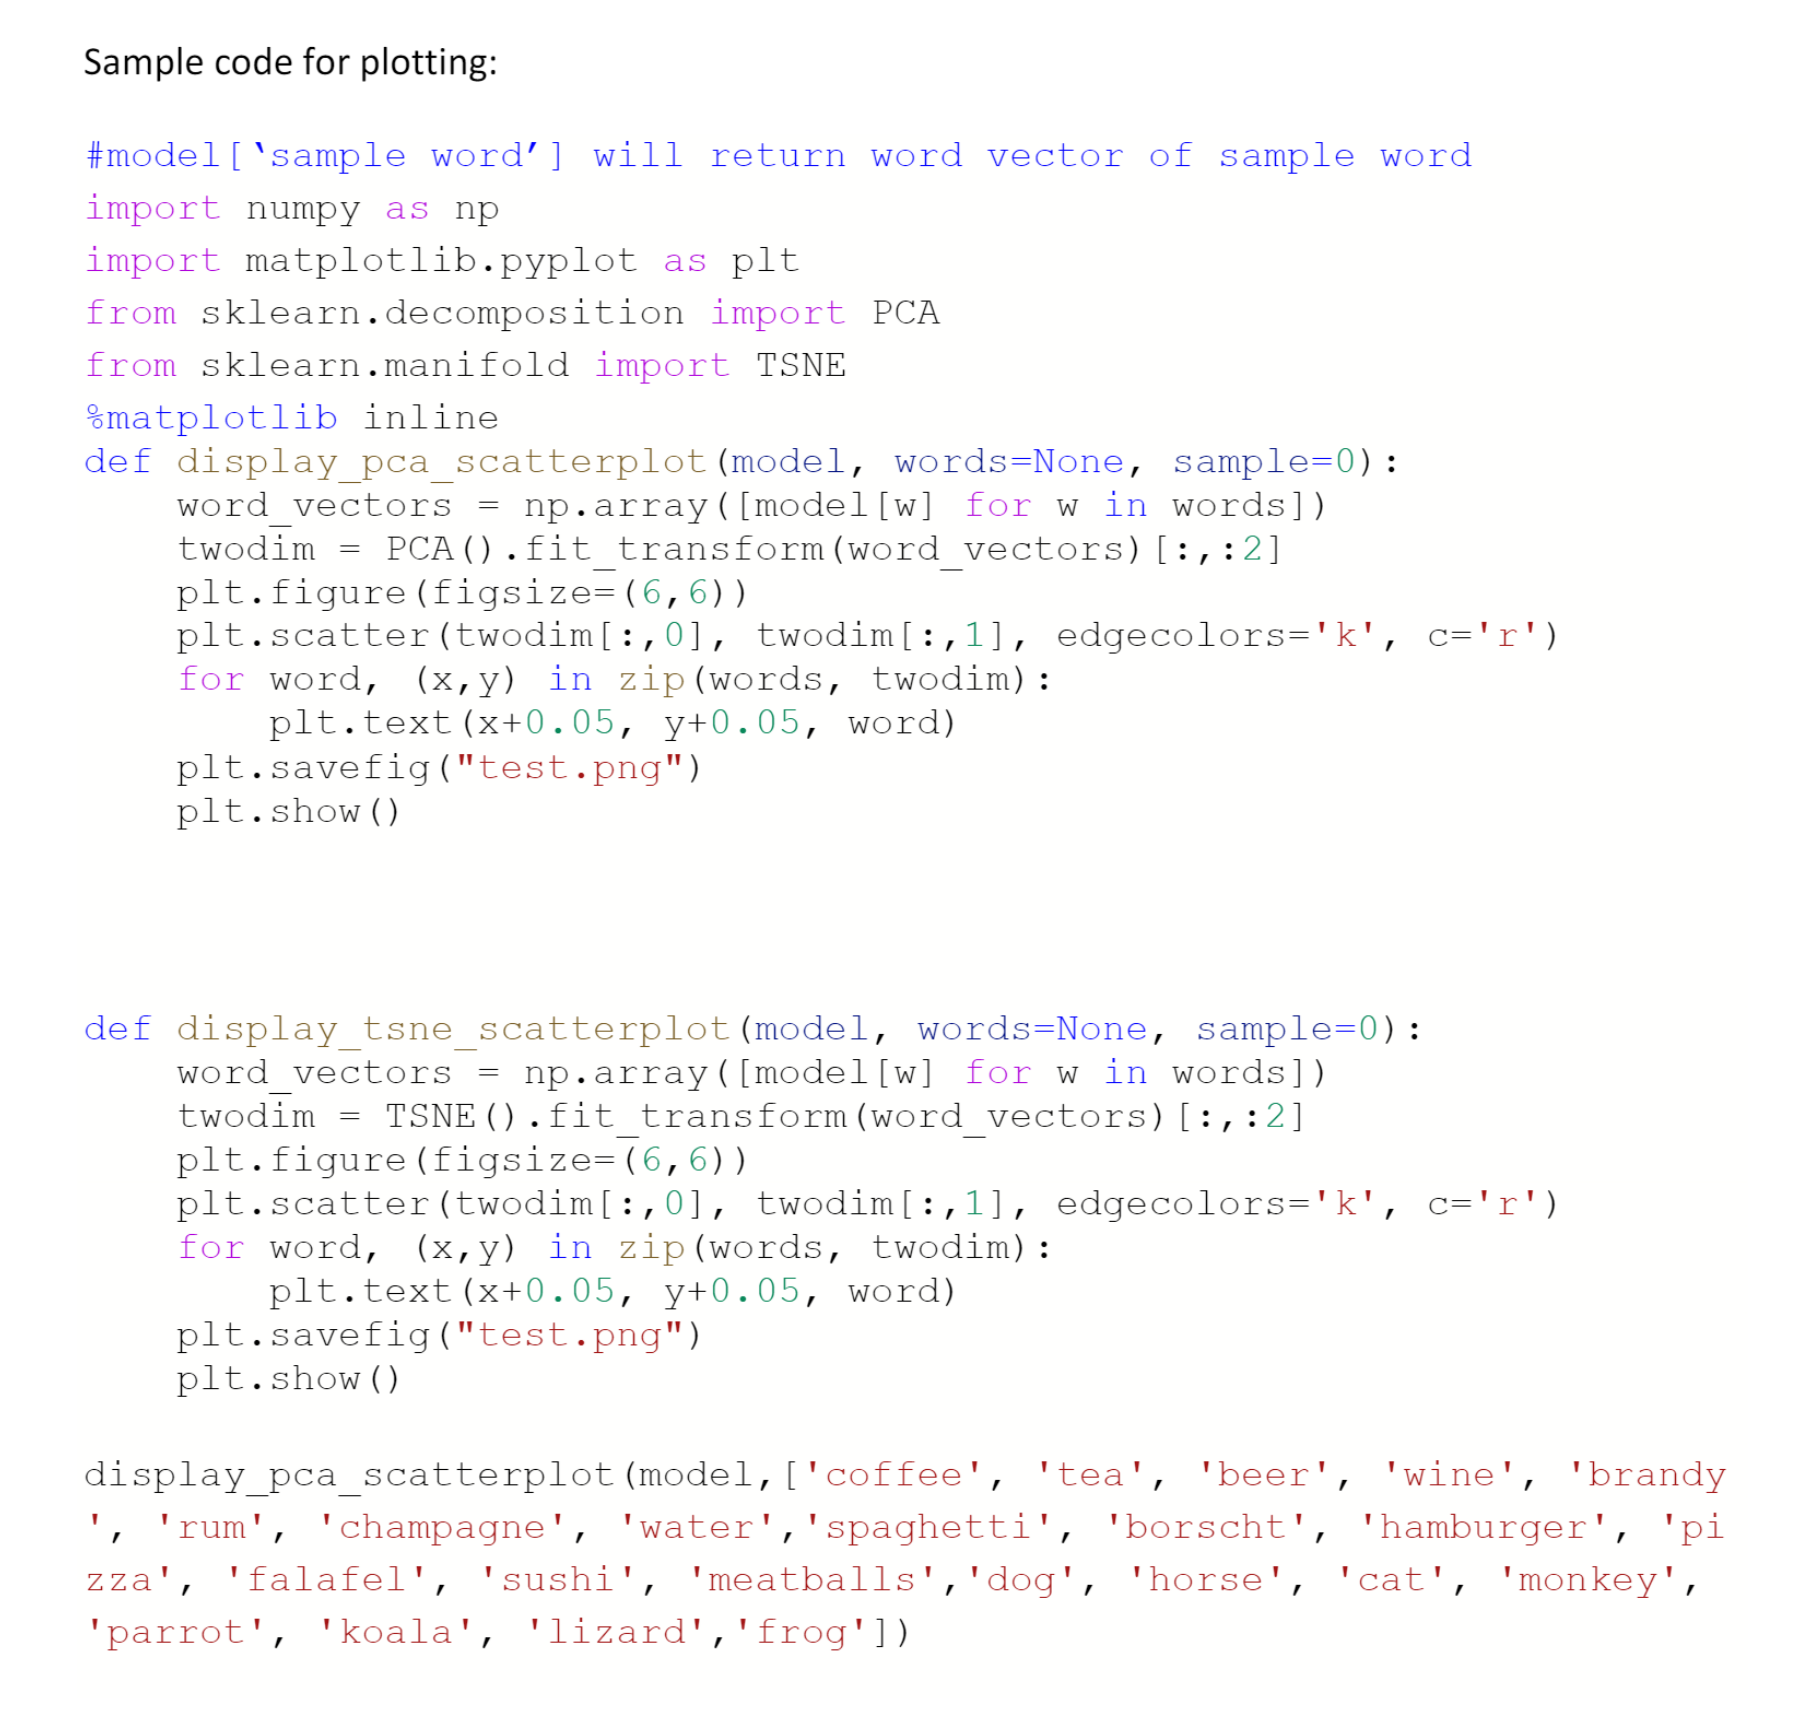 Sample code for plotting:
#model[‘sample word’] will return word vector of sample word
import numpy as np
import matplotlib.pyplot as plt
from sklearn.decomposition import PCA
from sklearn.manifold import TSNE
%matplotlib inline
def display_pca_scatterplot(model, words=None, sample=0):
    word_vectors = np.array([model[w] for w in words])
    twodim = PCA().fit_transform(word_vectors)[:,:2]
    plt.figure(figsize=(6,6))
    plt.scatter(twodim[:,0], twodim[:,1], edgecolors='k', c='r')
    for word, (x,y) in zip(words, twodim):
        plt.text(x+0.05, y+0.05, word)
    plt.savefig("test.png")
    plt.show()
def display_tsne_scatterplot(model, words=None, sample=0):
    word_vectors = np.array([model[w] for w in words])
    twodim = TSNE().fit_transform(word_vectors)[:,:2]
    plt.figure(figsize=(6,6))
    plt.scatter(twodim[:,0], twodim[:,1], edgecolors='k', c='r')
    for word, (x,y) in zip(words, twodim):
        plt.text(x+0.05, y+0.05, word)
    plt.savefig("test.png")
    plt.show()
display_pca_scatterplot(model,['coffee', 'tea', 'beer', 'wine', 'brandy
', 'rum', 'champagne', 'water','spaghetti', 'borscht', 'hamburger', 'pi
zza', 'falafel', 'sushi', 'meatballs','dog', 'horse', 'cat', 'monkey',
'parrot', 'koala', 'lizard','frog'])